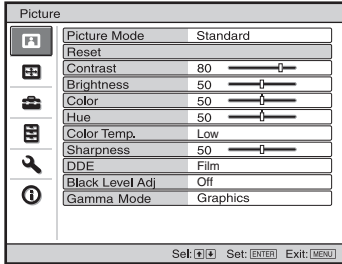 Picture
Picture Mode Standard
Reset
Contrast 80
Brightness 50
Color 50
Hue 50
Color Temp. Low
Sharpness 50
DDE Film
Black Level Adj Off
Gamma Mode Graphics
Sel: Set: ENTER Exit: MENU